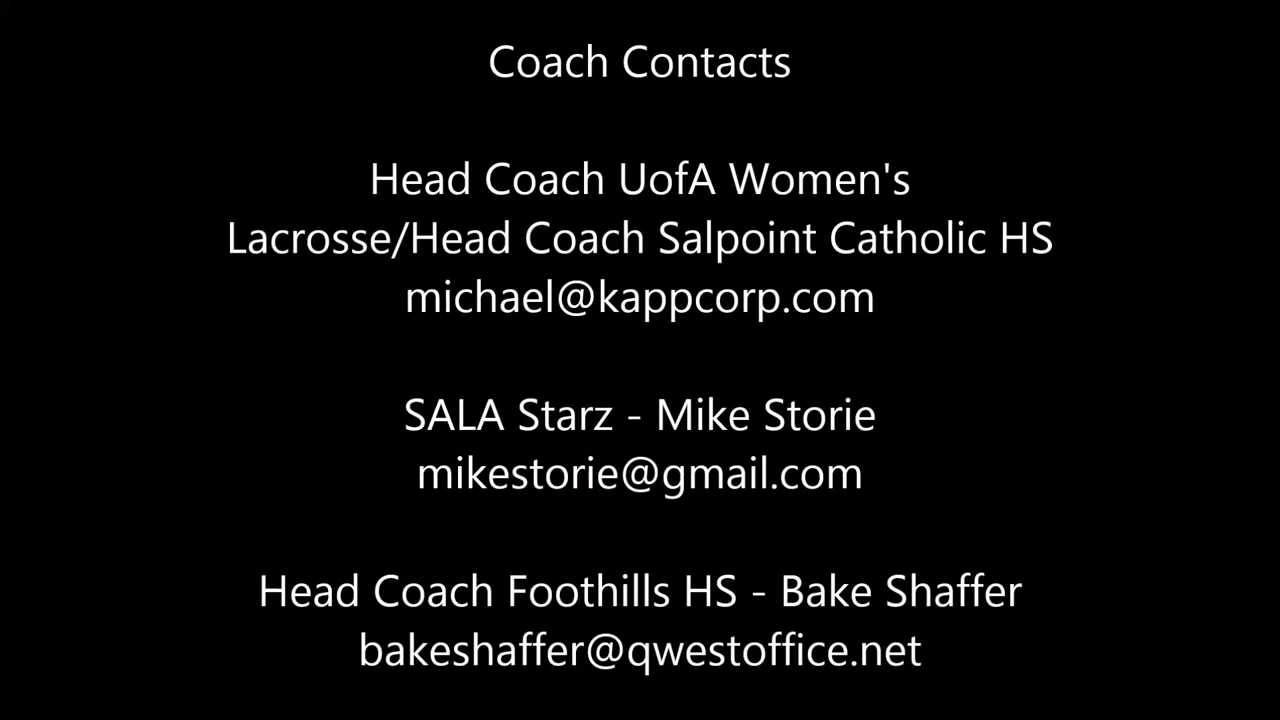 Coach Contacts
Head Coach UofA Women's
Lacrosse/Head Coach Salpoint Catholic HS
michael@kappcorp.com
SALA Starz - Mike Storie
mikestorie@gmail.com
Head Coach Foothills HS - Bake Shaffer
bakeshaffer@qwestoffice.net